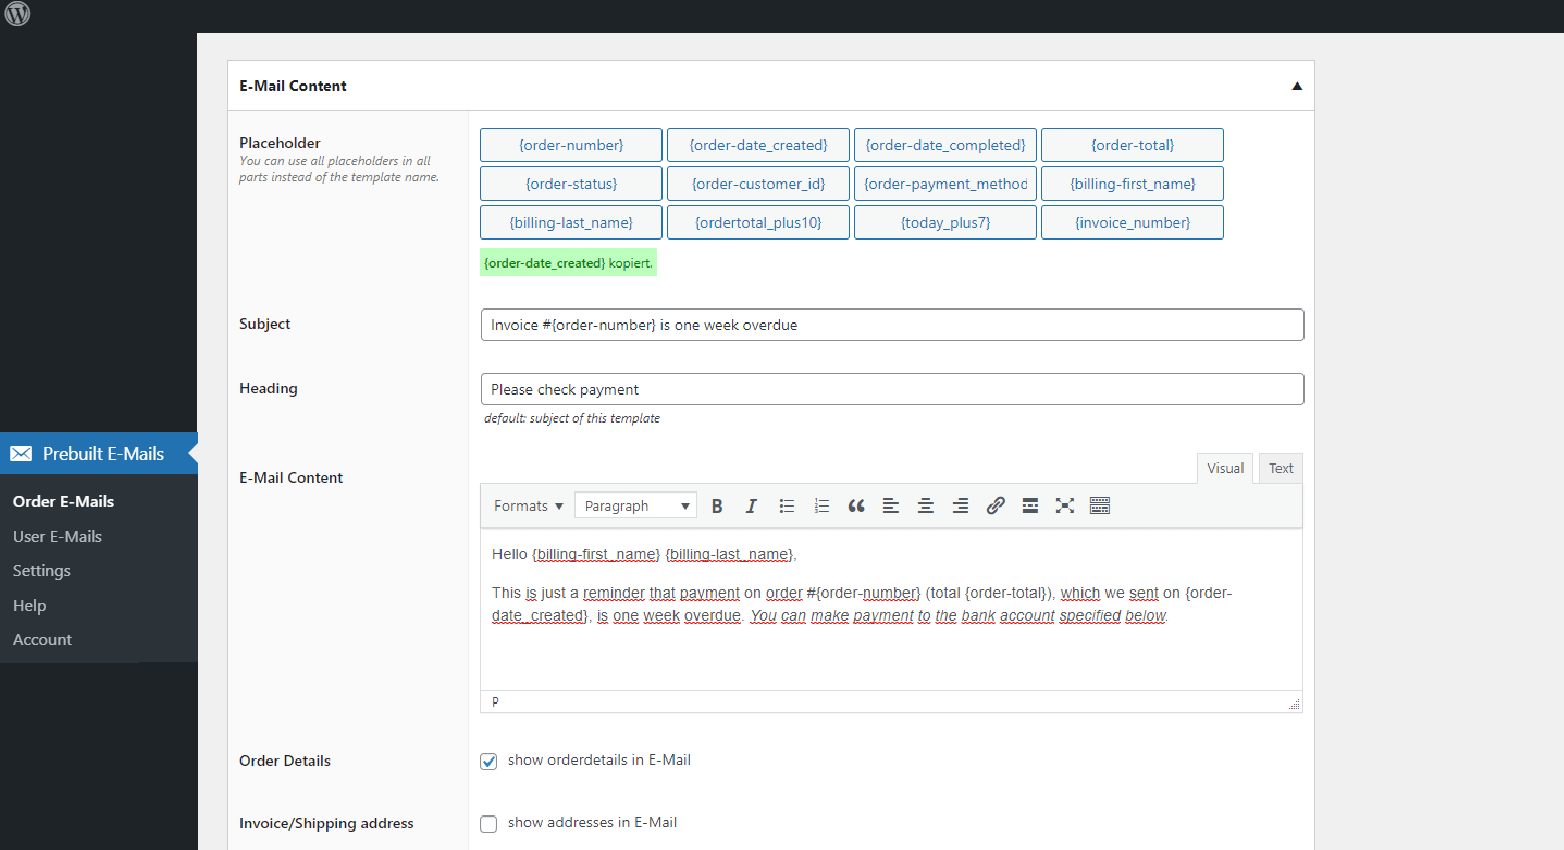 E-Mail Content ▲
Placeholder
You can use all placeholders in all
parts instead of the template name.
{order-number} {order-date_created} {order-date_completed} {order-total}
{order-status} {order-customer_id} {order-payment_method {billing-first_name}
{billing-last_name} {ordertotal_plus10} {today_plus7} {invoice_number}
{order-date_created} kopiert.
Subject
Invoice #{order-number} is one week overdue
Heading
Please check payment
default: subject of this template
Prebuilt E-Mails
Order E-Mails
User E-Mails
Settings
Help
Account
E-Mail Content
Visual Text
Formats ▼ Paragraph ▼ B I
Hello {billing-first_name} {billing-last_name},
This is just a reminder that payment on order #{order-number} (total {order-total}), which we sent on {order-
date_created}, is one week overdue. You can make payment to the bank account specified below.
P
Order Details
show orderdetails in E-Mail
Invoice/Shipping address
show addresses in E-Mail